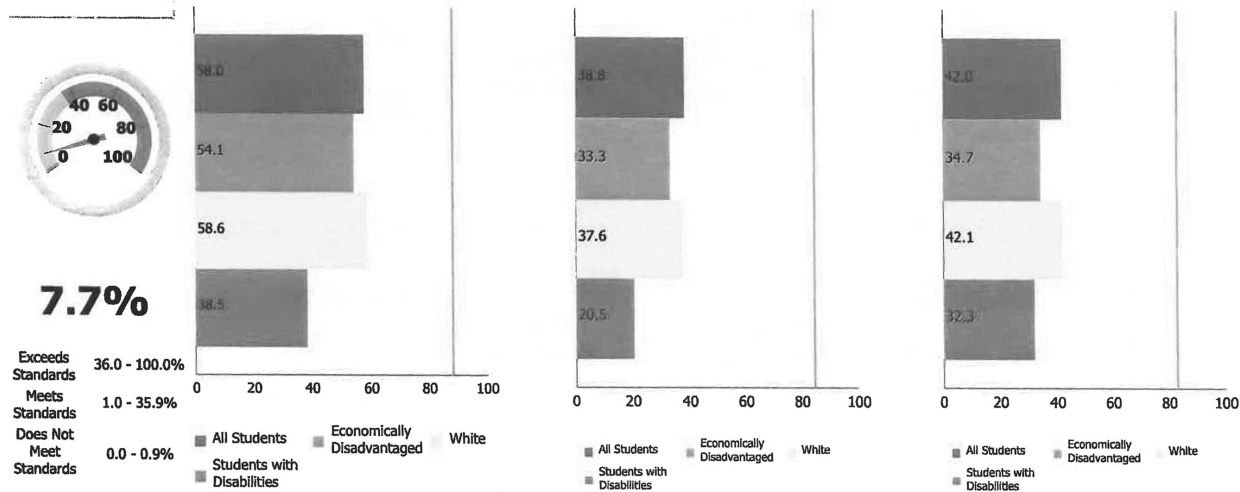 40 60
20 80
0 100
7.7%
Exceeds
Standards
36.0 - 100.0%
Meets
Standards
1.0 - 35.9%
Does Not
Meet
Standards
0.0 - 0.9%
58.0
54.1
58.6
38.5
0 20 40 60 80 100
All Students
Economically
Disadvantaged
White
Students with
Disabilities
38.8
33.3
37.6
20.5
0 20 40 60 80 100
All Students
Economically
Disadvantaged
White
Students with
Disabilities
42.0
34.7
42.1
32.3
0 20 40 60 80 100
All Students
Economically
Disadvantaged
White
Students with
Disabilities